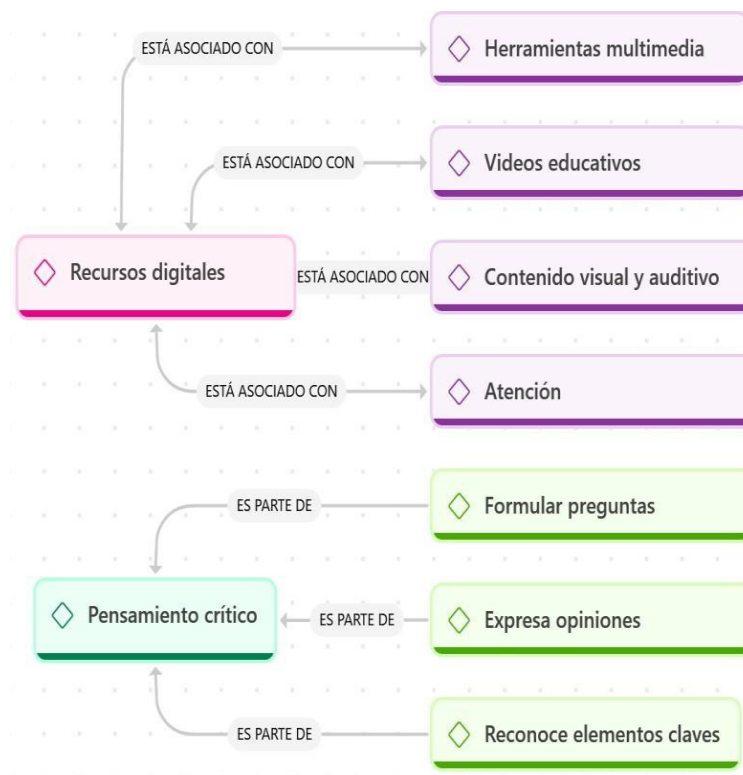 ESTÁ ASOCIADO CON
Herramientas multimedia
ESTÁ ASOCIADO CON
Videos educativos
Recursos digitales
ESTÁ ASOCIADO CON
Contenido visual y auditivo
ESTÁ ASOCIADO CON
Atención
ES PARTE DE
Formular preguntas
Pensamiento crítico
ES PARTE DE
Expresa opiniones
ES PARTE DE
Reconoce elementos claves